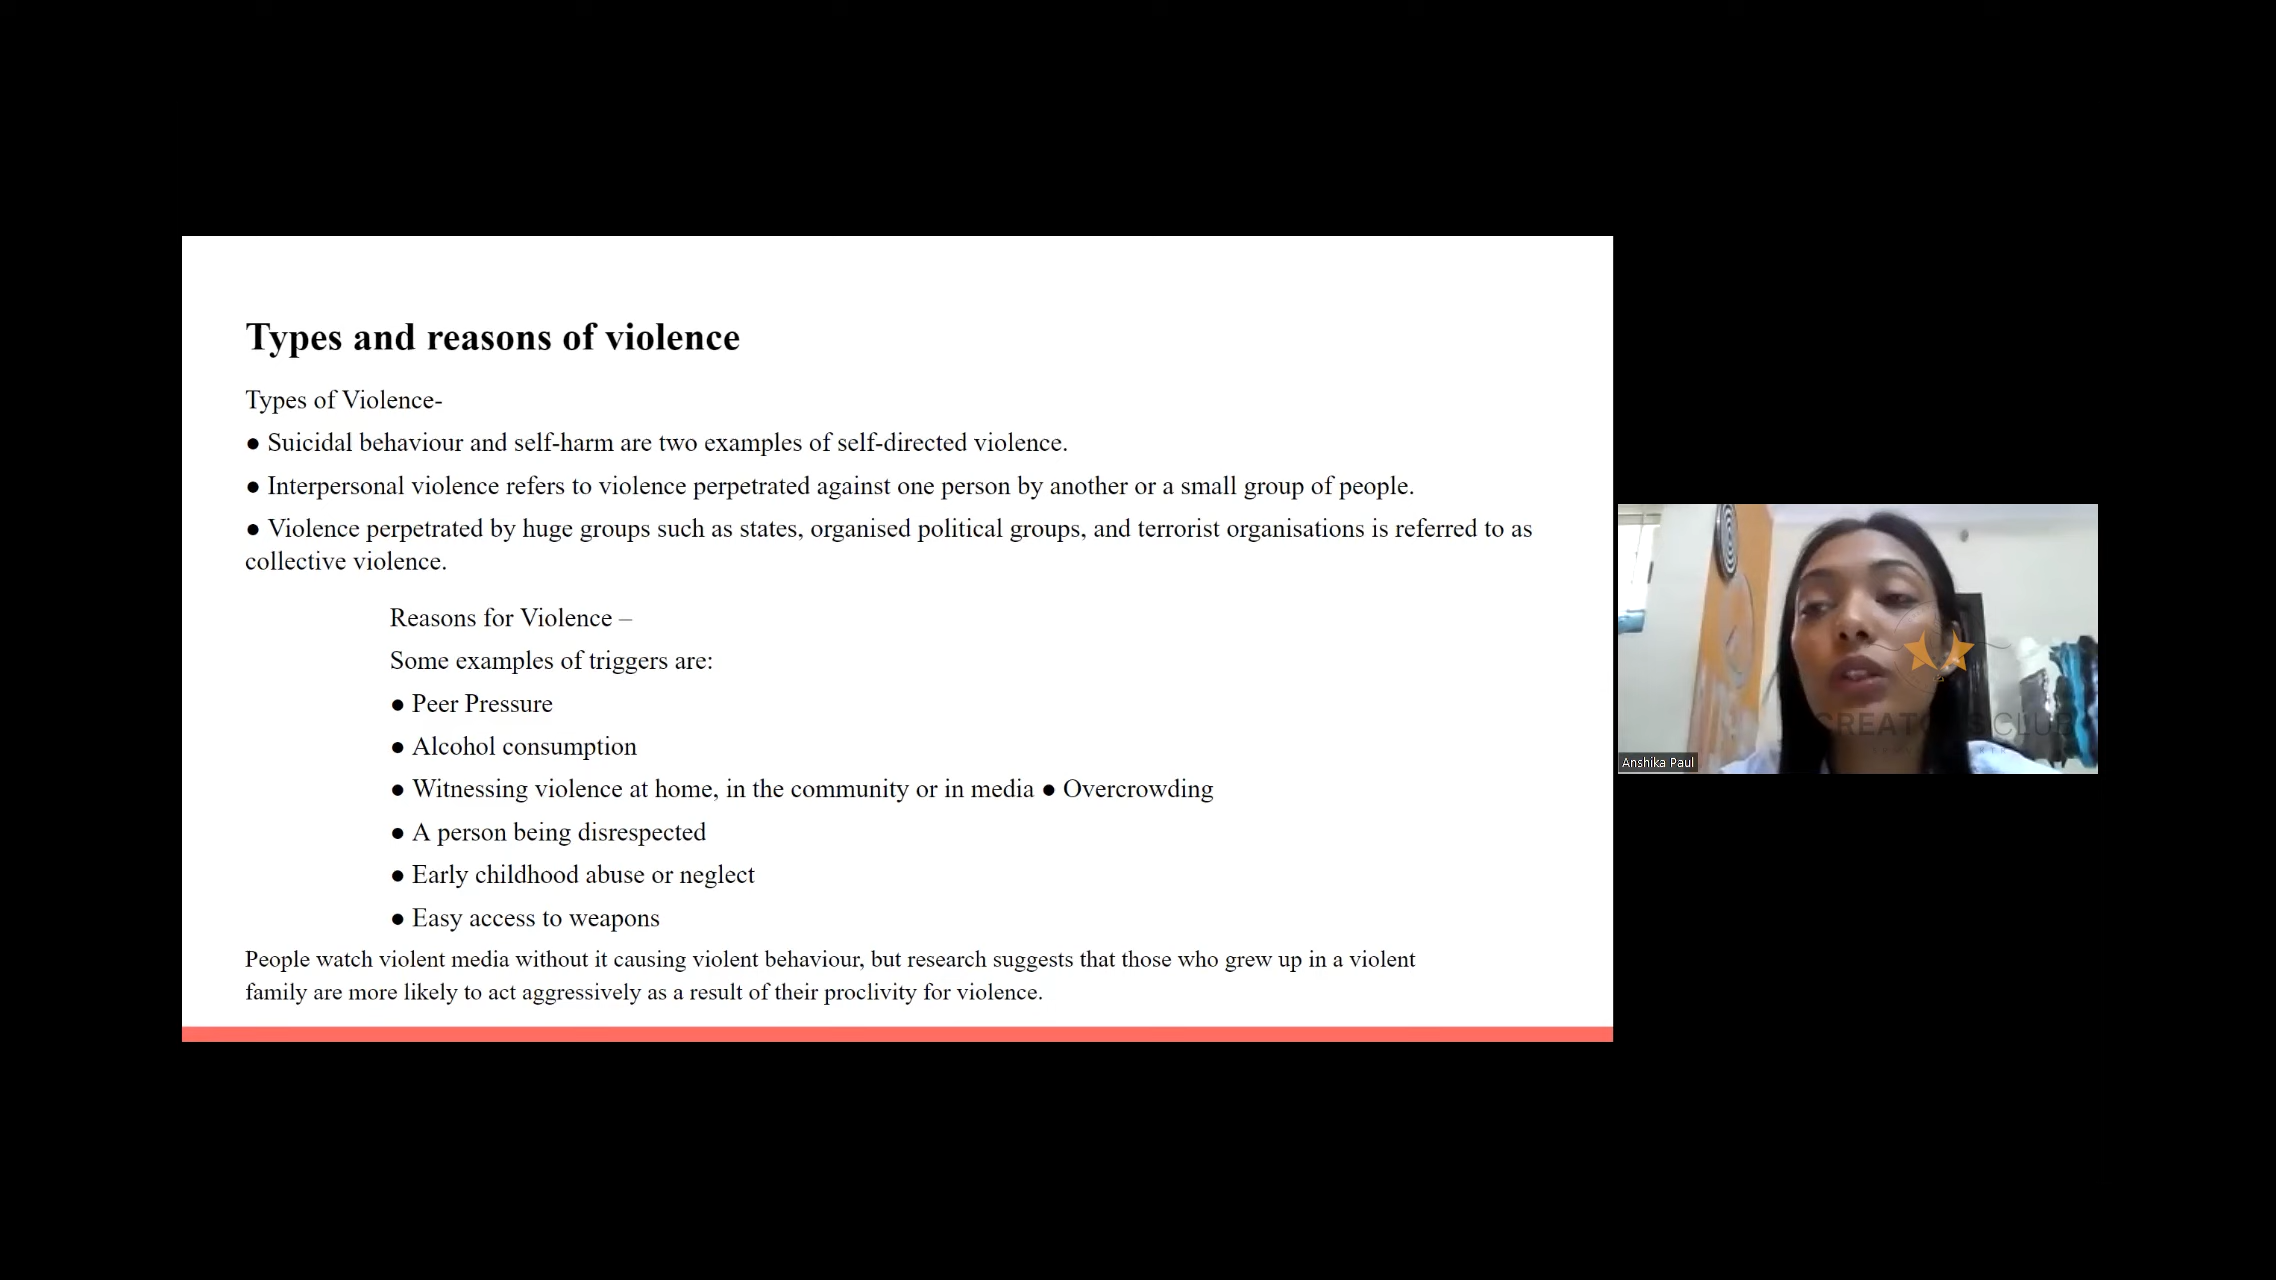 Types and reasons of violence
Types of Violence-
● Suicidal behaviour and self-harm are two examples of self-directed violence.
● Interpersonal violence refers to violence perpetrated against one person by another or a small group of people.
● Violence perpetrated by huge groups such as states, organised political groups, and terrorist organisations is referred to as
collective violence.
Reasons for Violence –
Some examples of triggers are:
● Peer Pressure
● Alcohol consumption
● Witnessing violence at home, in the community or in media ● Overcrowding
● A person being disrespected
● Early childhood abuse or neglect
● Easy access to weapons
People watch violent media without it causing violent behaviour, but research suggests that those who grew up in a violent
family are more likely to act aggressively as a result of their proclivity for violence.
Anshika Paul
CLUB